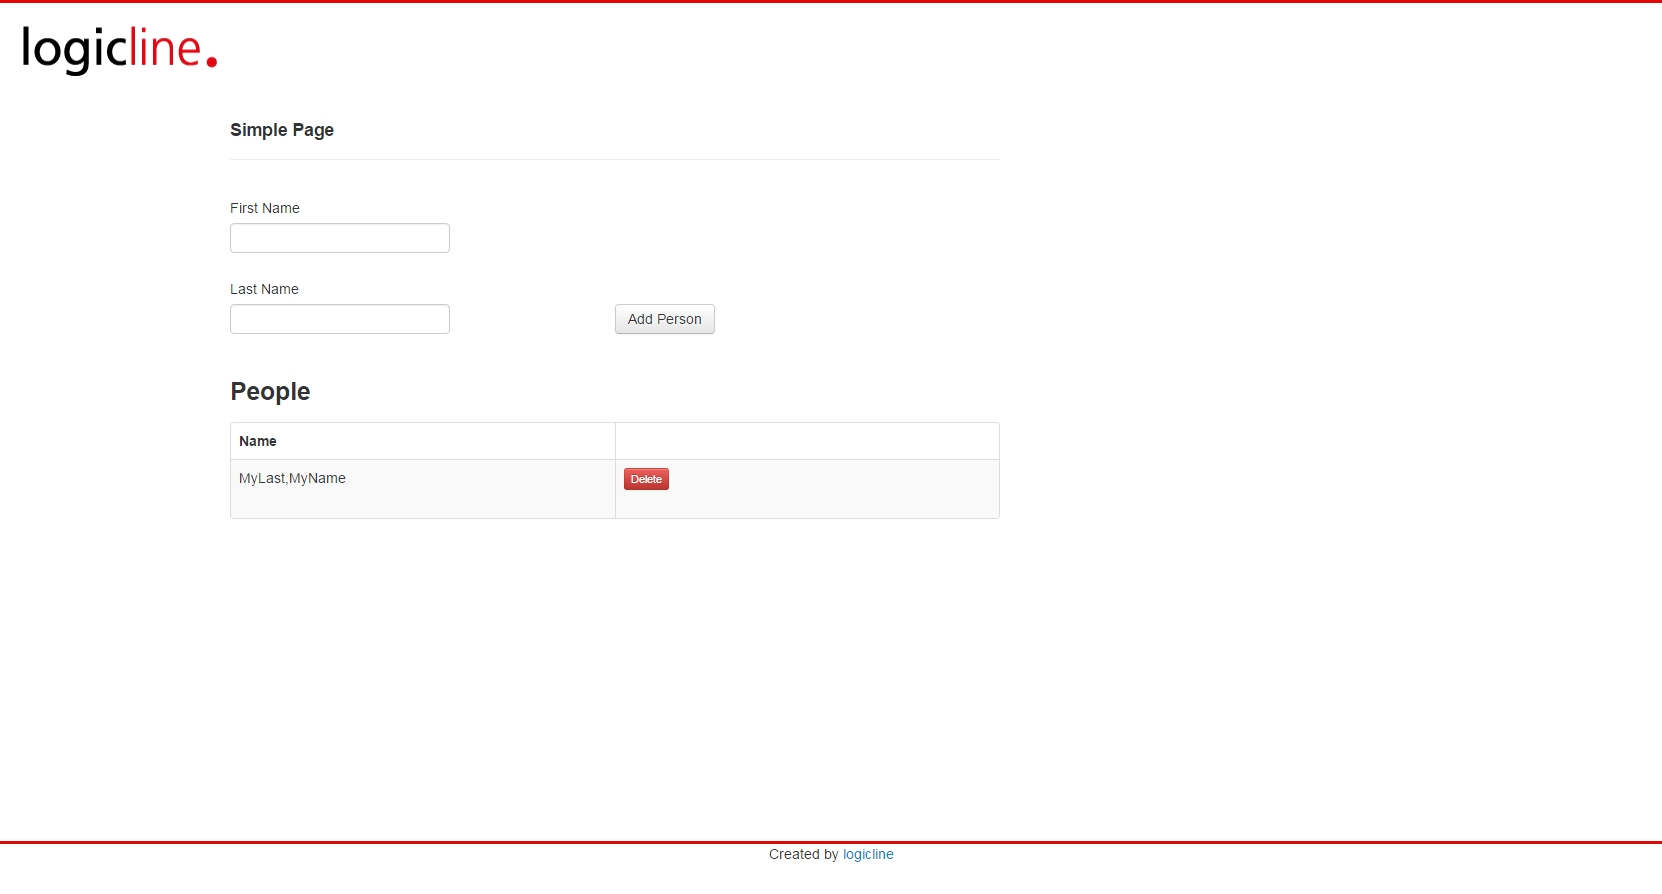 logicline.
Simple Page
First Name
Last Name
Add Person
People
Name
MyLast,MyName
Delete
Created by logicline